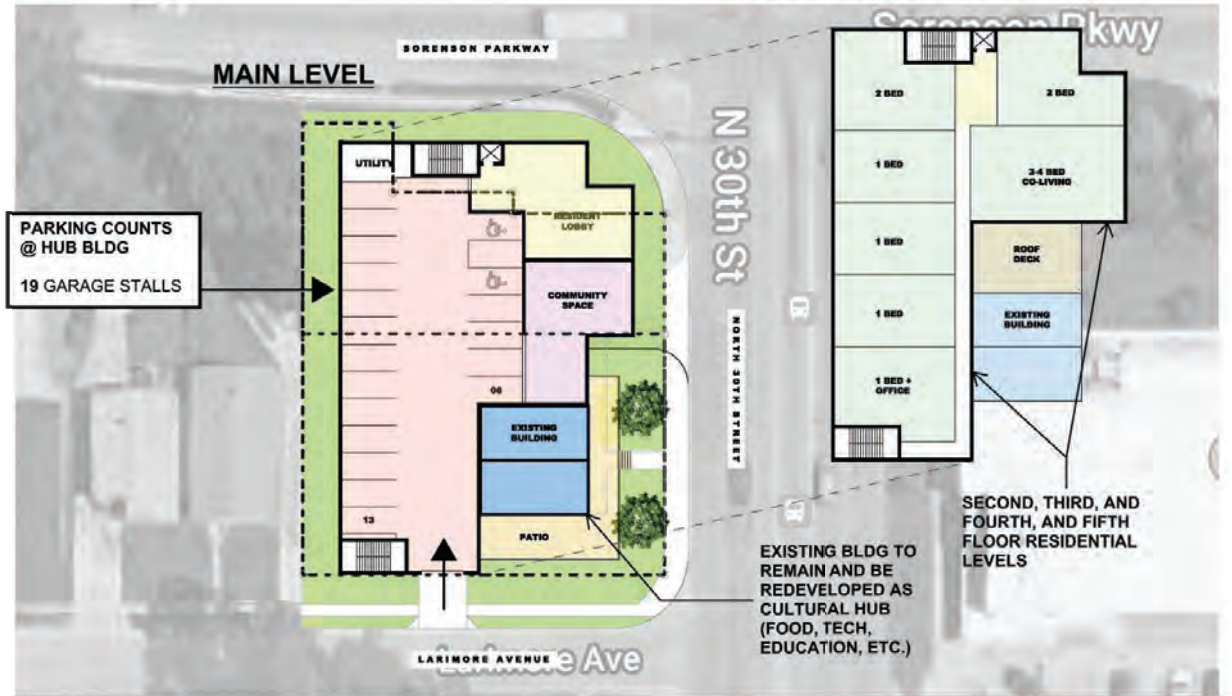 Sorenson Pkwy
SORENSON PARKWAY
MAIN LEVEL
UTILITY
RESIDENT
LOBBY
PARKING COUNTS
@ HUB BLDG
19 GARAGE STALLS
COMMUNITY
SPACE
06
EXISTING
BUILDING
13
PATIO
N 30th St
NORTH 30TH STREET
2 BED
2 BED
1 BED
3-4 BED
CO-LIVING
1 BED
ROOF
DECK
1 BED
EXISTING
BUILDING
1 BED +
OFFICE
SECOND, THIRD, AND
FOURTH, AND FIFTH
FLOOR RESIDENTIAL
LEVELS
EXISTING BLDG TO
REMAIN AND BE
REDEVELOPED AS
CULTURAL HUB
(FOOD, TECH,
EDUCATION, ETC.)
LARIMORE AVENUE
Larimore Ave